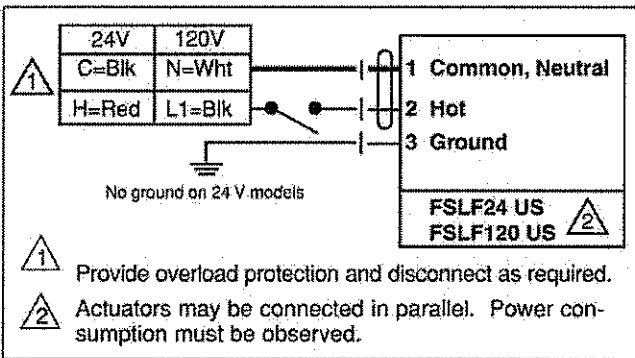 24V 120V
C=Blk N=Wht
H=Red L1=Blk
1
1 Common, Neutral
2 Hot
3 Ground
No ground on 24 V models
FSLF24 US
FSLF120 US
2
1 Provide overload protection and disconnect as required.
2 Actuators may be connected in parallel. Power con-
sumption must be observed.